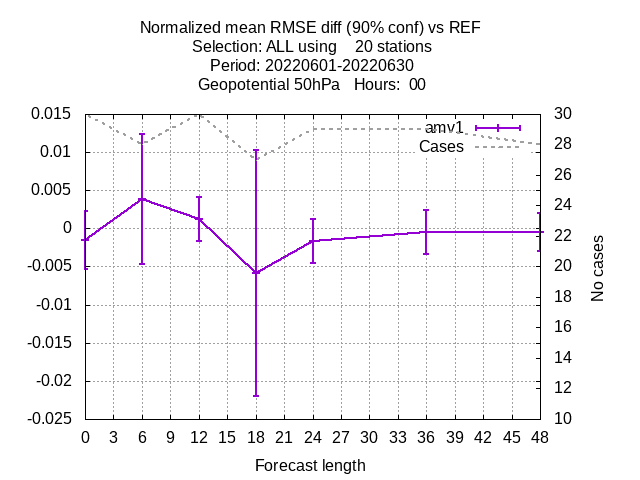 Normalized mean RMSE diff (90% conf) vs REF
Selection: ALL using    20 stations
Period: 20220601-20220630
Geopotential 50hPa   Hours:  00
0.015
0.01
0.005
0
-0.005
-0.01
-0.015
-0.02
-0.025
30
28
26
24
22
20
18
16
14
12
10
amv1
Cases
No cases
0 3 6 9 12 15 18 21 24 27 30 33 36 39 42 45 48
Forecast length